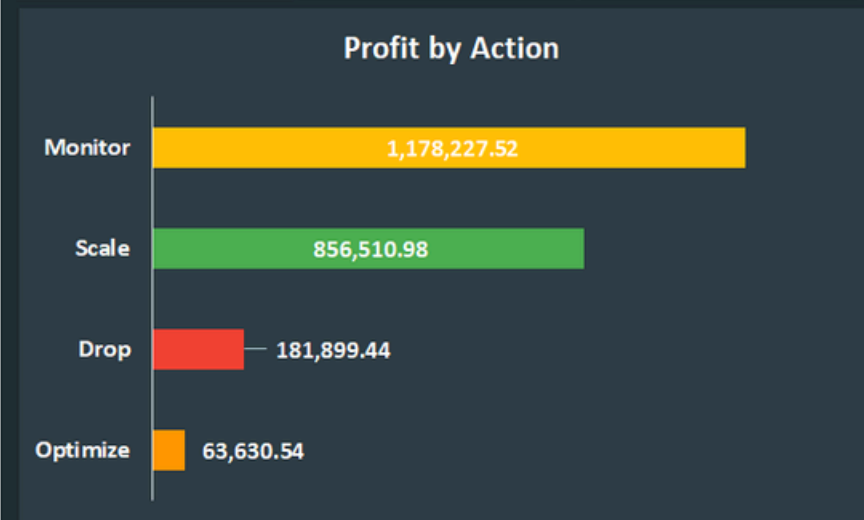 Profit by Action
Monitor 1,178,227.52
Scale 856,510.98
Drop 181,899.44
Optimize 63,630.54